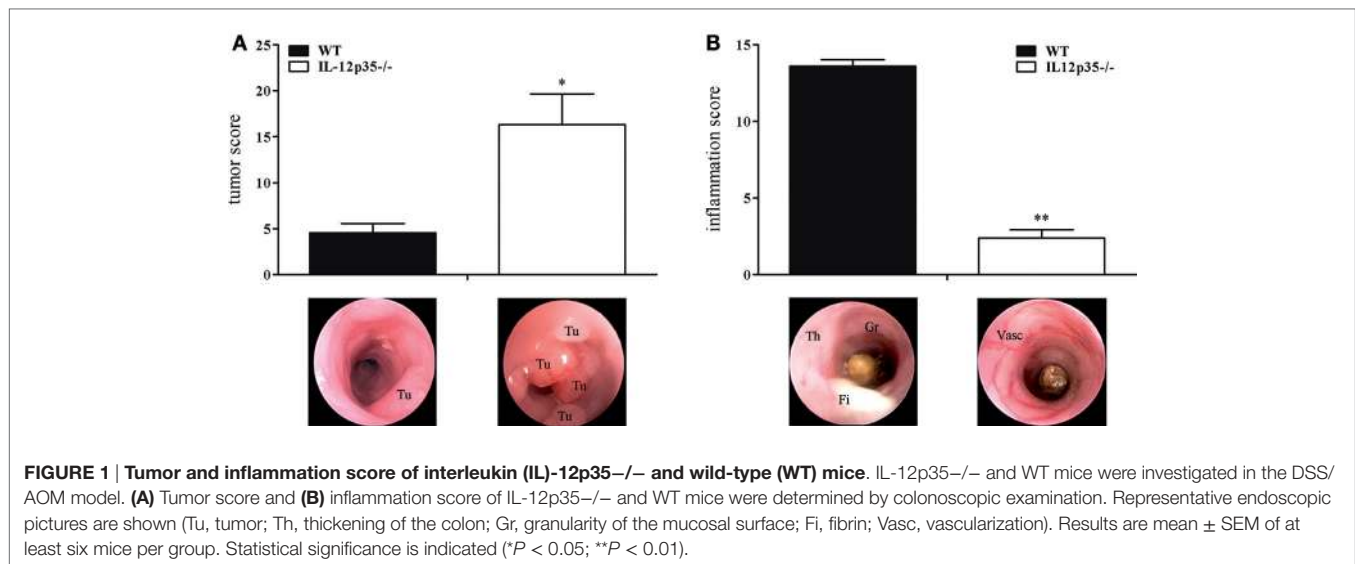 A
25
20
15
10
5
0
tumor score
WT
IL-12p35-/-
*
B
15
10
5
0
inflammation score
WT
IL12p35-/-
**
Tu
Tu
Tu
Tu
Tu
Th
Gr
Fi
Vasc
FIGURE 1 | Tumor and inflammation score of interleukin (IL)-12p35−/− and wild-type (WT) mice. IL-12p35−/− and WT mice were investigated in the DSS/
AOM model. (A) Tumor score and (B) inflammation score of IL-12p35−/− and WT mice were determined by colonoscopic examination. Representative endoscopic
pictures are shown (Tu, tumor; Th, thickening of the colon; Gr, granularity of the mucosal surface; Fi, fibrin; Vasc, vascularization). Results are mean ± SEM of at
least six mice per group. Statistical significance is indicated (*P < 0.05; **P < 0.01).